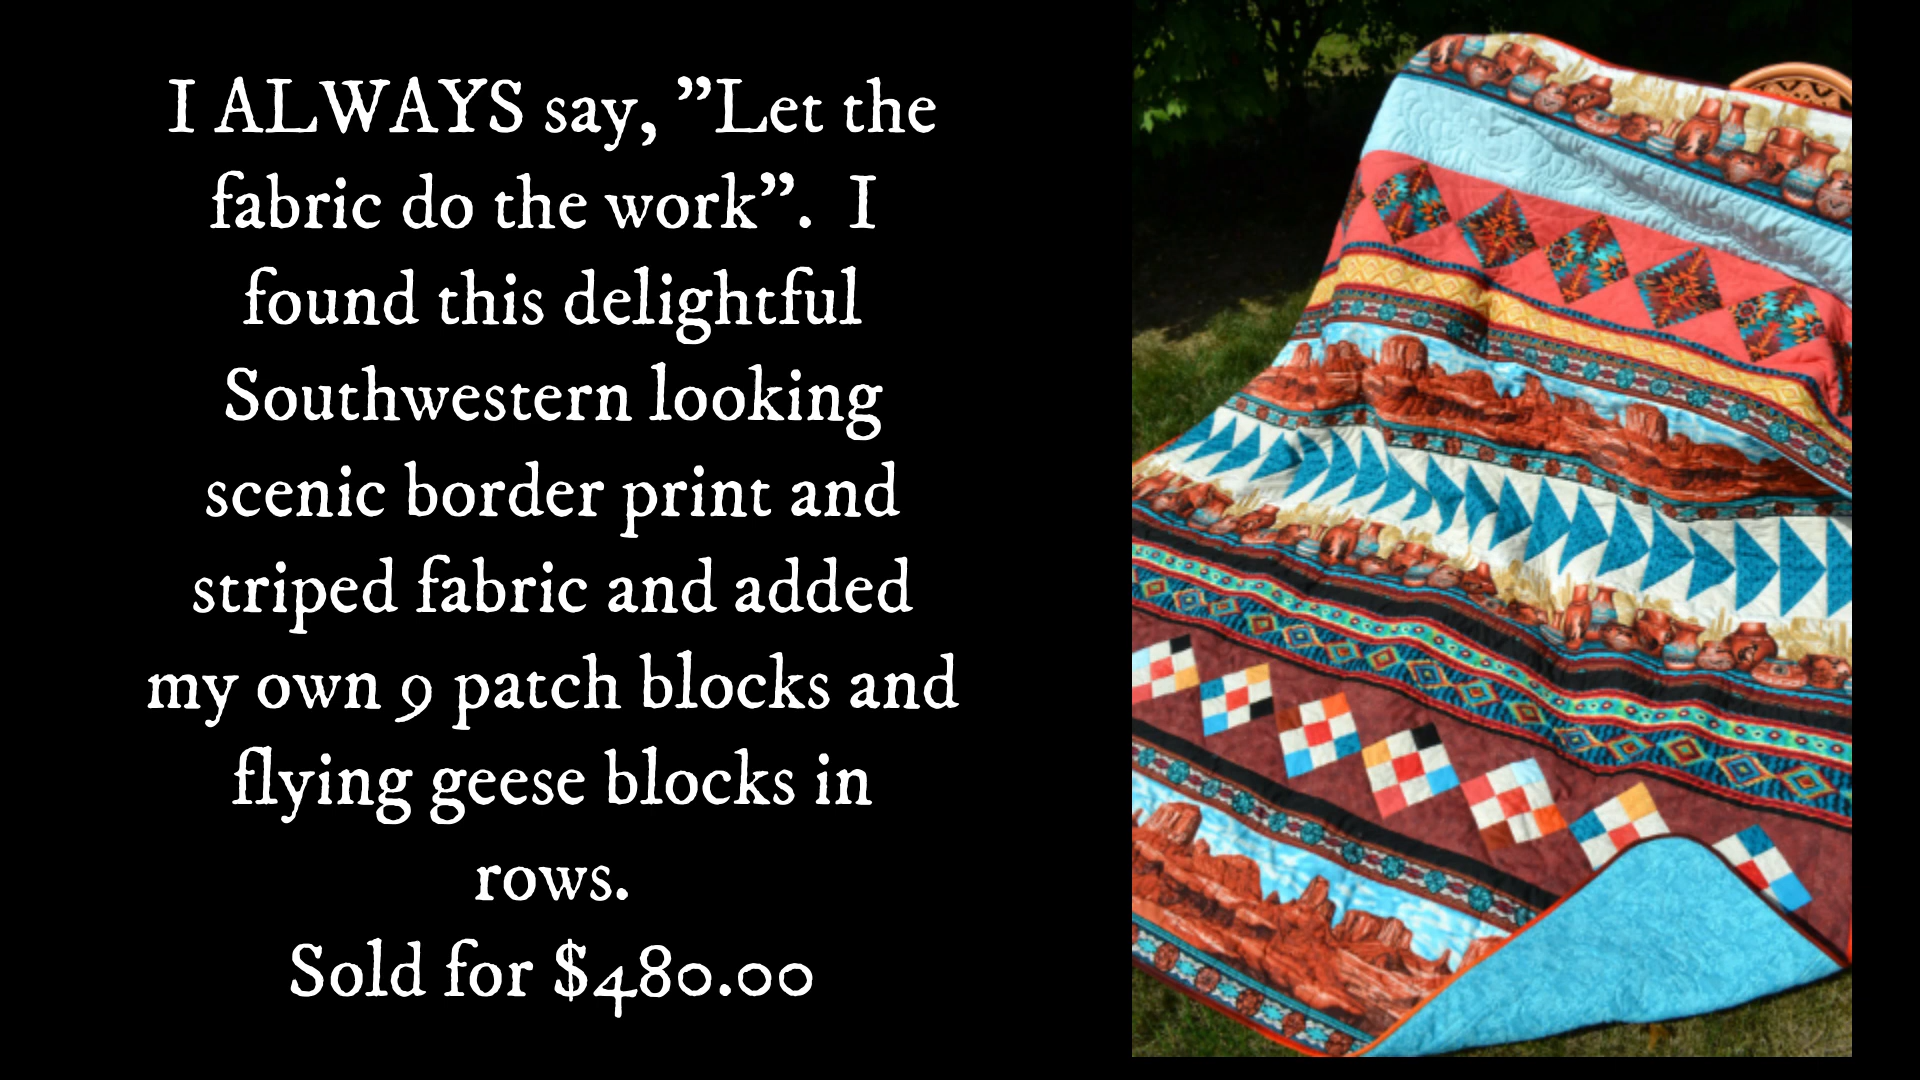 I ALWAYS say, ”Let the
fabric do the work”.  I
found this delightful
Southwestern looking
scenic border print and
striped fabric and added
my own 9 patch blocks and
flying geese blocks in
rows.
Sold for $480.00